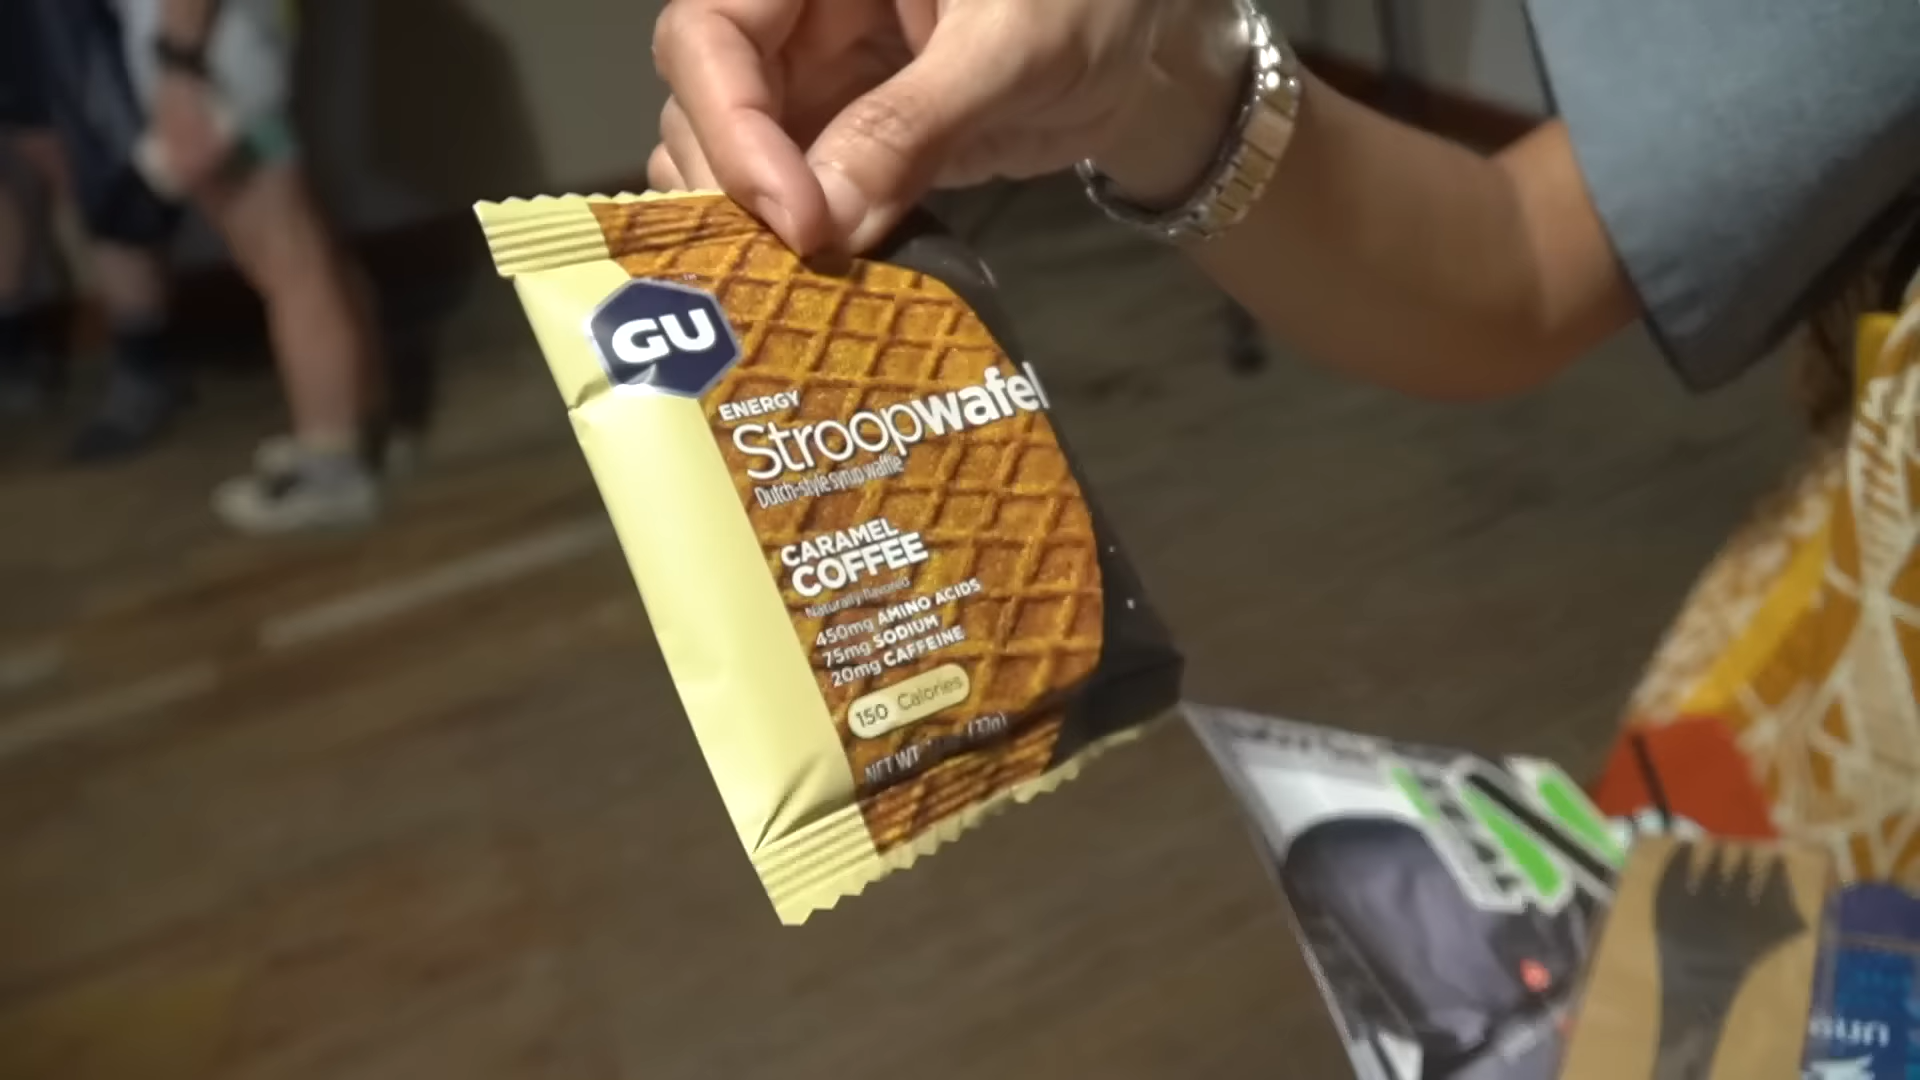 GU
ENERGY
Stroopwafel
Dutch-style syrup waffle
CARAMEL
COFFEE
Naturally flavored
450mg AMINO ACIDS
75mg SODIUM
20mg CAFFEINE
150 Calories
NET WT